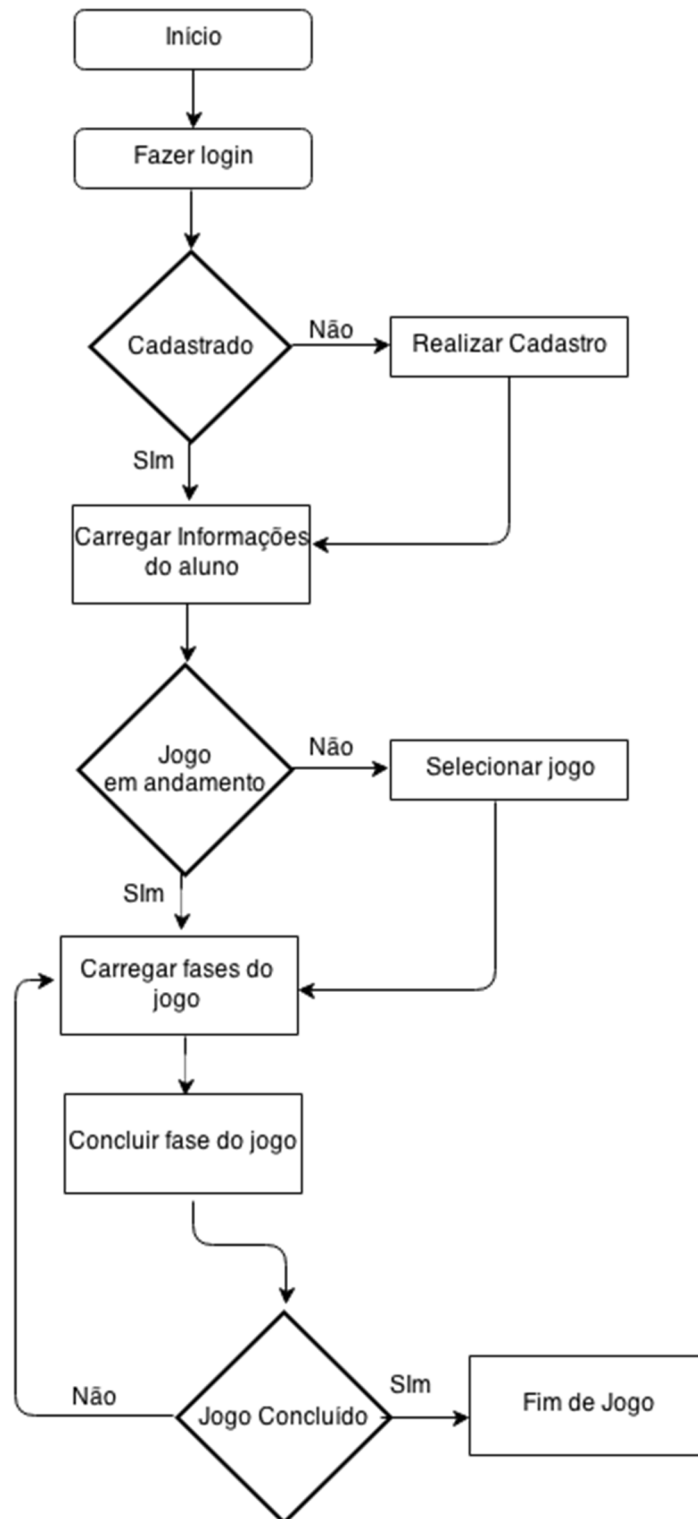 Início
Fazer login
Cadastrado
Não
Realizar Cadastro
SIm
Carregar Informações
do aluno
Jogo
em andamento
Não
Selecionar jogo
SIm
Carregar fases do
jogo
Concluir fase do jogo
Não
Jogo Concluído
SIm
Fim de Jogo